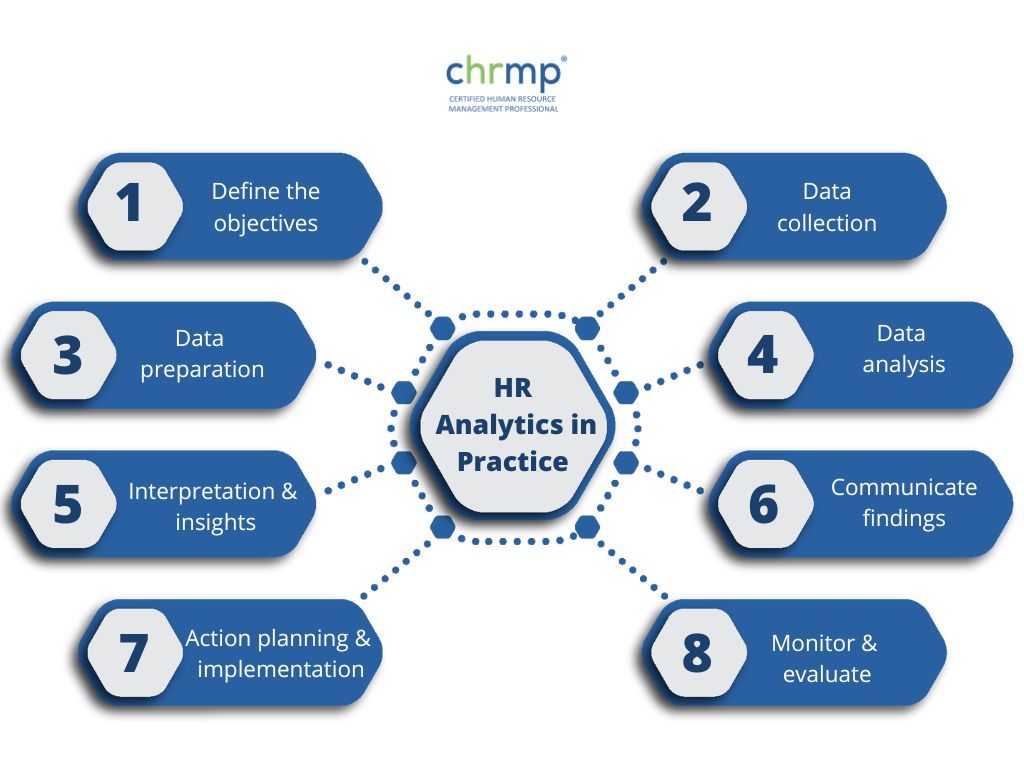 chrmp®
CERTIFIED HUMAN RESOURCE
MANAGEMENT PROFESSIONAL
1
Define the
objectives
2
Data
collection
3
Data
preparation
4
Data
analysis
HR
Analytics in
Practice
5
Interpretation &
insights
6
Communicate
findings
7
Action planning &
implementation
8
Monitor &
evaluate